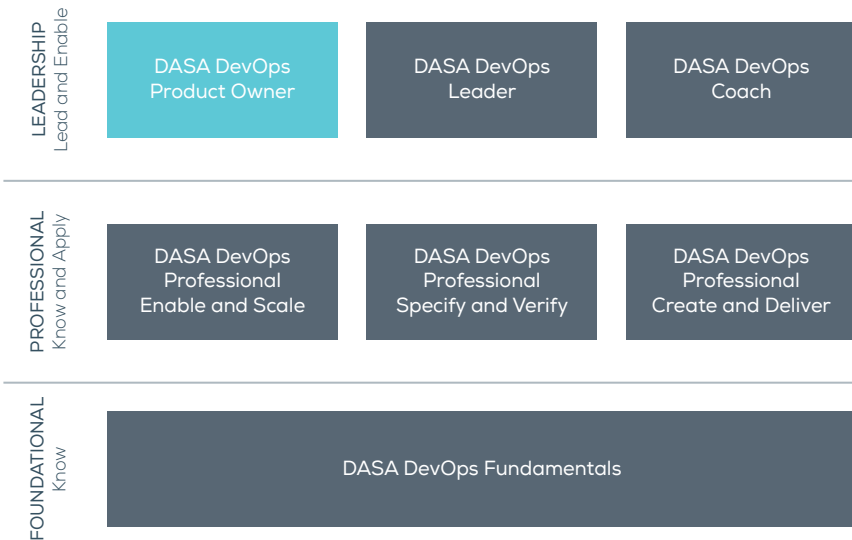 LEADERSHIP
Lead and Enable
DASA DevOps
Product Owner
DASA DevOps
Leader
DASA DevOps
Coach
PROFESSIONAL
Know and Apply
DASA DevOps
Professional
Enable and Scale
DASA DevOps
Professional
Specify and Verify
DASA DevOps
Professional
Create and Deliver
FOUNDATIONAL
Know
DASA DevOps Fundamentals